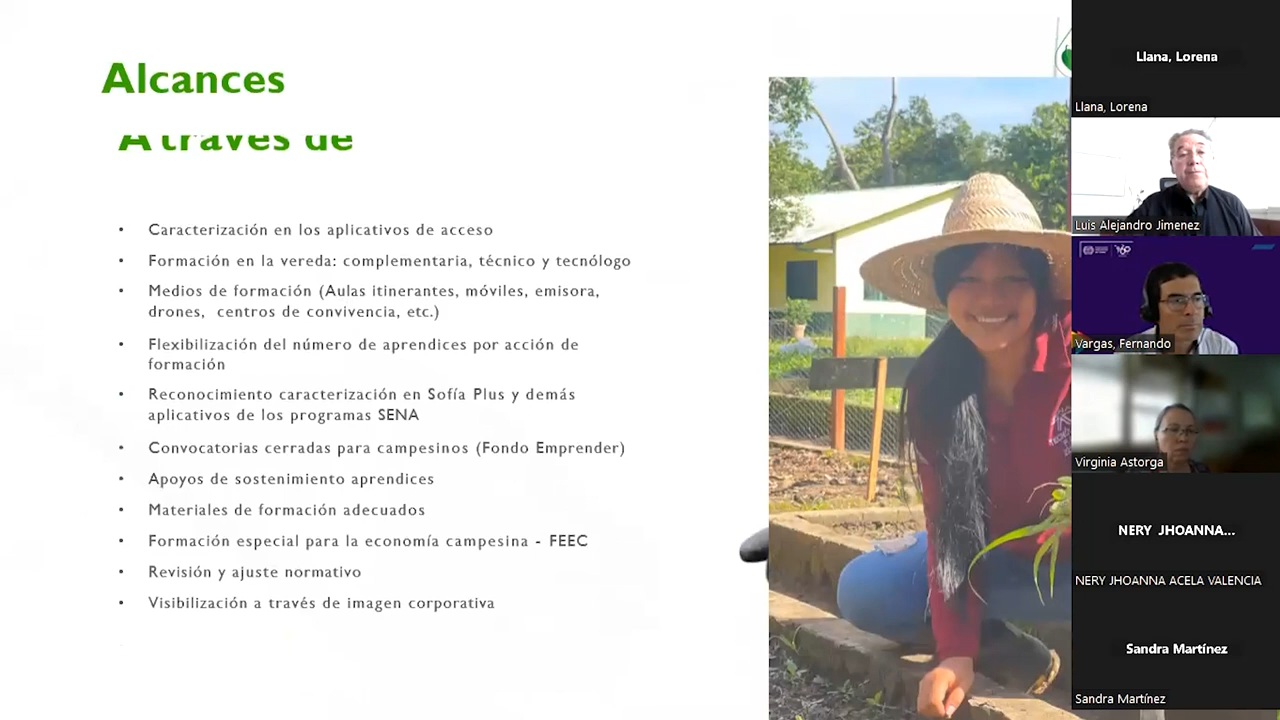 Alcances
A través de
• Caracterización en los aplicativos de acceso
• Formación en la vereda: complementaria, técnico y tecnólogo
• Medios de formación (Aulas itinerantes, móviles, emisora,
drones, centros de convivencia, etc.)
• Flexibilización del número de aprendices por acción de
formación
• Reconocimiento caracterización en Sofía Plus y demás
aplicativos de los programas SENA
• Convocatorias cerradas para campesinos (Fondo Emprender)
• Apoyos de sostenimiento aprendices
• Materiales de formación adecuados
• Formación especial para la economía campesina - FEEC
• Revisión y ajuste normativo
• Visibilización a través de imagen corporativa
Llana, Lorena
Llana, Lorena
Luis Alejandro Jimenez
Vargas, Fernando
Virginia Astorga
NERY JHOANNA...
NERY JHOANNA ACELA VALENCIA
Sandra Martínez
Sandra Martínez